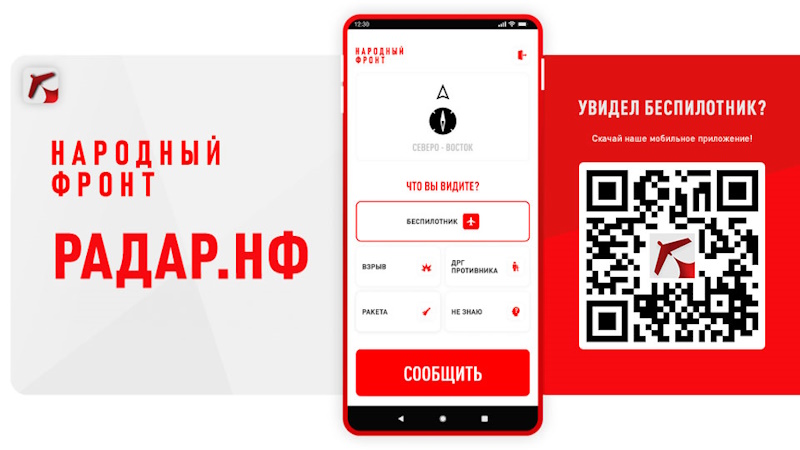 НАРОДНЫЙ
ФРОНТ
РАДАР.НФ
12:30
НАРОДНЫЙ
ФРОНТ
СЕВЕРО - ВОСТОК
ЧТО ВЫ ВИДИТЕ?
БЕСПИЛОТНИК
ВЗРЫВ
ДРГ
ПРОТИВНИКА
РАКЕТА
НЕ ЗНАЮ
СООБЩИТЬ
УВИДЕЛ БЕСПИЛОТНИК?
Скачай наше мобильное приложение!